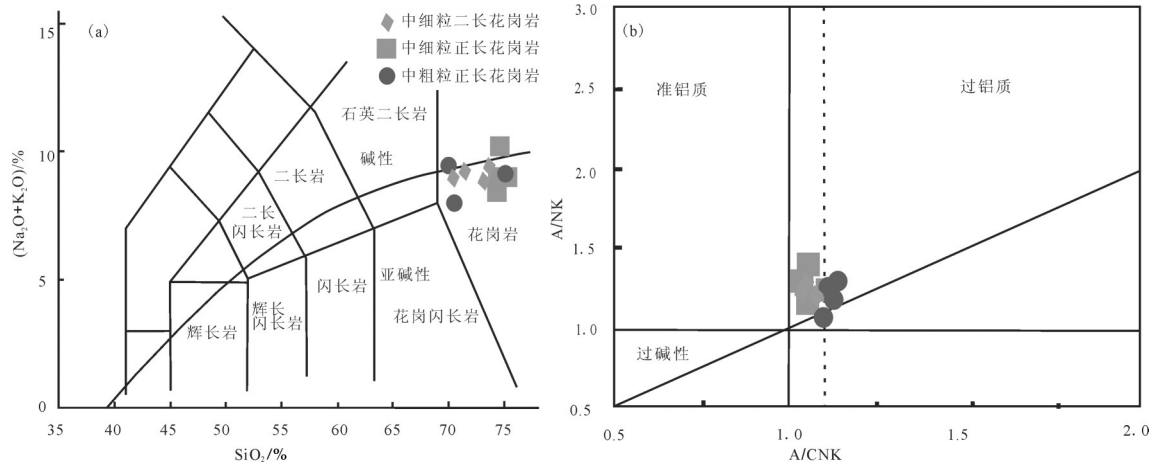 (a)
中细粒二长花岗岩
中细粒正长花岗岩
中粗粒正长花岗岩
石英二长岩
碱性
二长岩
二长
闪长岩
花岗岩
亚碱性
闪长岩
辉长
闪长岩
辉长岩
花岗闪长岩
15
10
5
0
(Na₂O+K₂O)/%
35 40 45 50 55 60 65 70 75
SiO₂/%
(b)
准铝质
过铝质
过碱性
3.0
2.5
2.0
1.5
1.0
0.5
A/NK
0.5 1.0 1.5 2.0
A/CNK